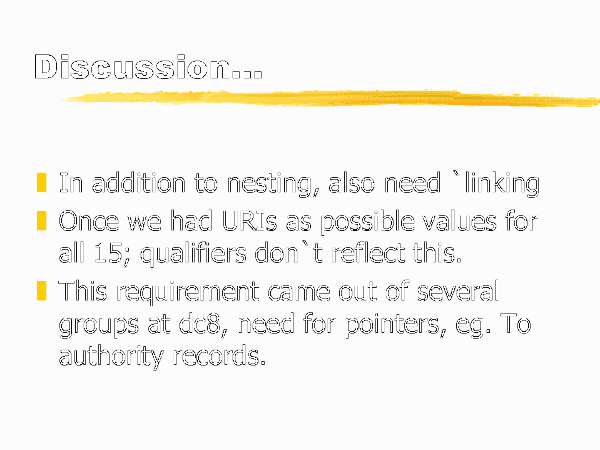 Discussion...
In addition to nesting, also need `linking
Once we had URIs as possible values for
all 15; qualifiers don`t reflect this.
This requirement came out of several
groups at dc8, need for pointers, eg. To
authority records.